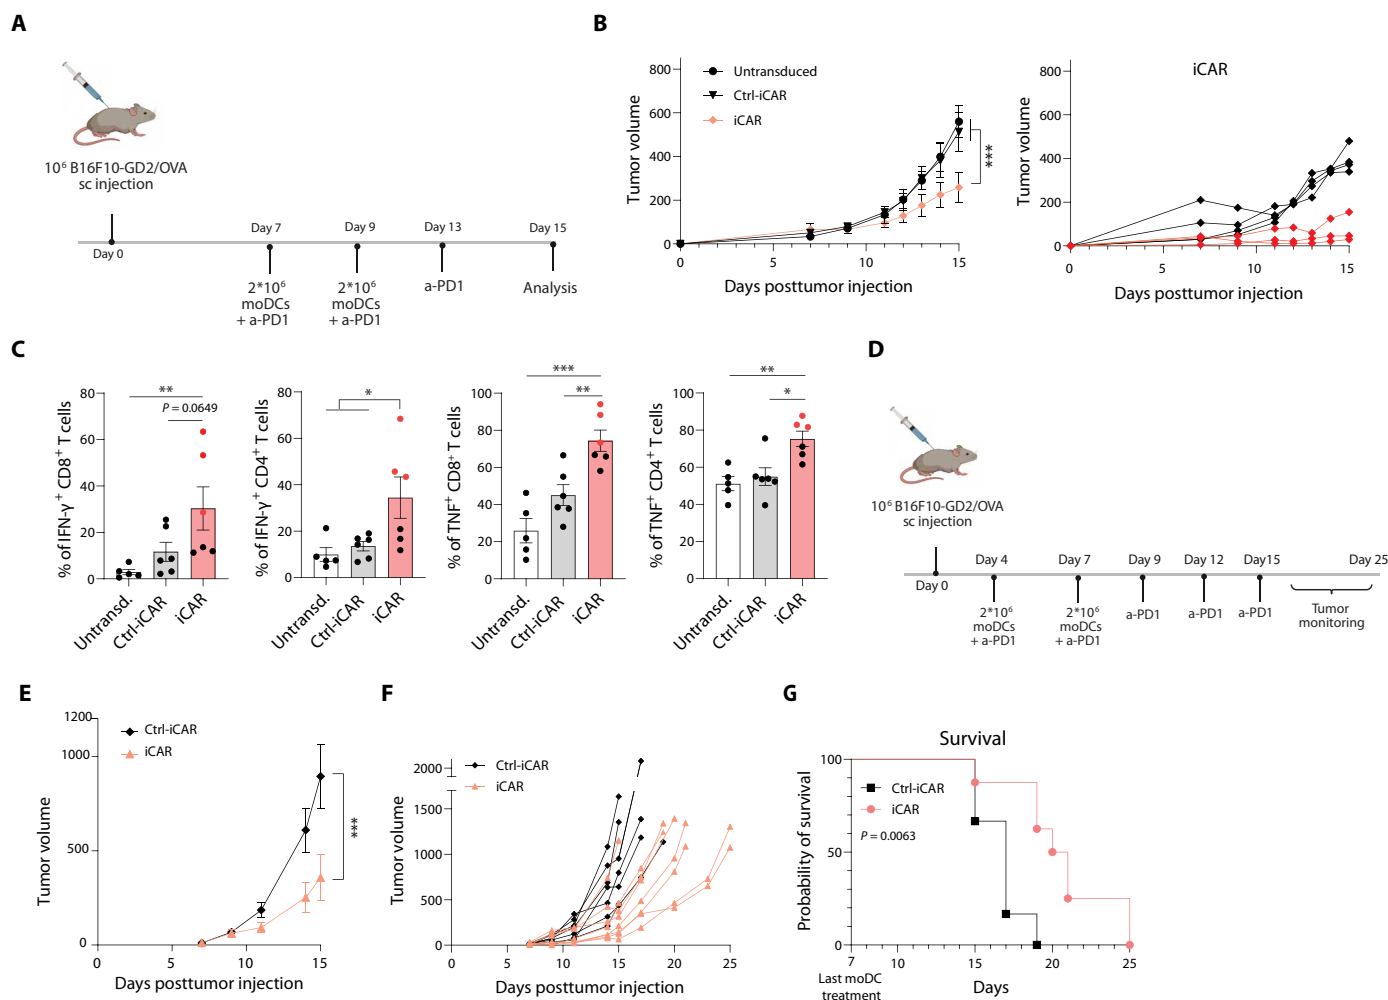 A
10⁶ B16F10-GD2/OVA
sc injection
Day 0
Day 7
Day 9
Day 13
Day 15
2*10⁶
moDCs
+ a-PD1
2*10⁶
moDCs
+ a-PD1
a-PD1
Analysis
B
Tumor volume
800
600
400
200
0
Untransduced
Ctrl-iCAR
iCAR
***
0
5
10
15
Days posttumor injection
iCAR
Tumor volume
800
600
400
200
0
0
5
10
15
Days posttumor injection
C
% of IFN-γ⁺ CD8⁺ T cells
80
60
40
20
0
**
P = 0.0649
Untransd.
Ctrl-iCAR
iCAR
% of IFN-γ⁺ CD4⁺ T cells
80
60
40
20
0
*
Untransd.
Ctrl-iCAR
iCAR
% of TNF⁺ CD8⁺ T cells
100
80
60
40
20
0
***
**
Untransd.
Ctrl-iCAR
iCAR
% of TNF⁺ CD4⁺ T cells
100
80
60
40
20
0
**
*
Untransd.
Ctrl-iCAR
iCAR
D
10⁶ B16F10-GD2/OVA
sc injection
Day 0
Day 4
Day 7
Day 9
Day 12
Day15
Day 25
2*10⁶
moDCs
+ a-PD1
2*10⁶
moDCs
+ a-PD1
a-PD1
a-PD1
a-PD1
Tumor
monitoring
E
Tumor volume
1200
1000
500
0
Ctrl-iCAR
iCAR
***
0
5
10
15
Days posttumor injection
F
Tumor volume
2000
1500
1000
500
0
Ctrl-iCAR
iCAR
0
5
10
15
20
25
Days posttumor injection
G
Survival
Probability of survival
100
50
0
Ctrl-iCAR
iCAR
P = 0.0063
7
10
15
20
25
Last moDC
treatment
Days